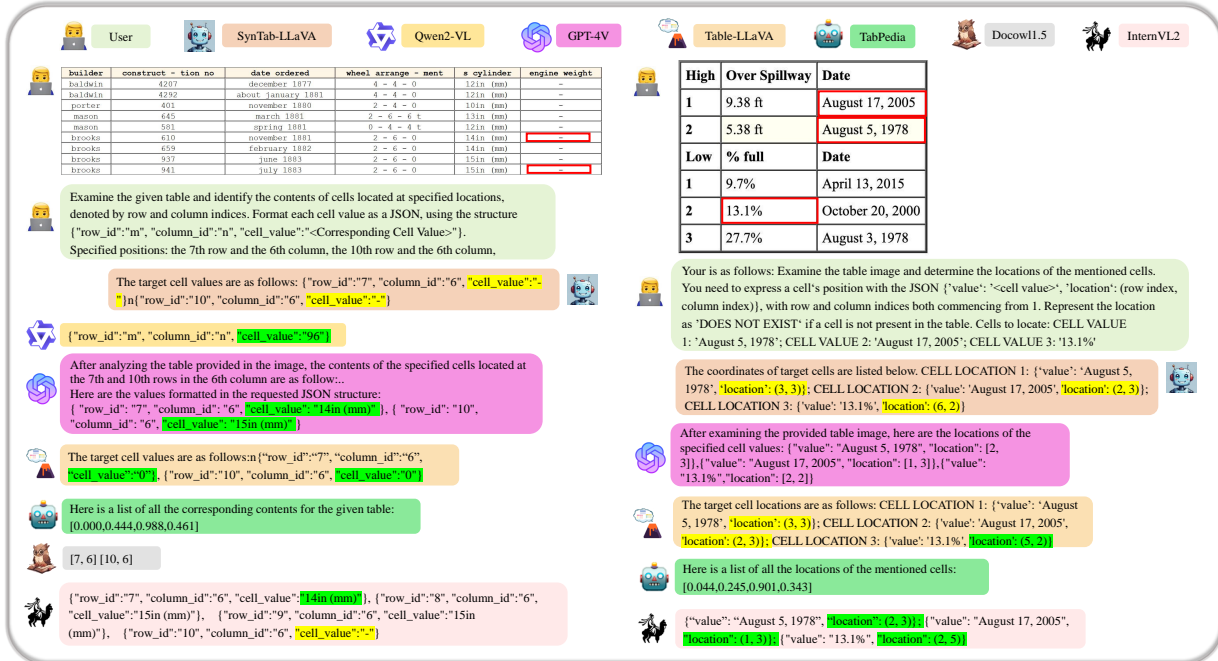 User SynTab-LLaVA Qwen2-VL GPT-4V Table-LLaVA TabPedia Docowl1.5 InternVL2
builder construct - tion no date ordered wheel arrange - ment s cylinder engine weight
baldwin 4207 december 1877 4 - 4 - 0 12in (mm) -
baldwin 4292 about january 1881 4 - 4 - 0 12in (mm) -
porter 401 november 1880 2 - 4 - 0 10in (mm) -
mason 645 march 1881 2 - 6 - 6 t 13in (mm) -
mason 581 spring 1881 0 - 4 - 4 t 12in (mm) -
brooks 610 november 1881 2 - 6 - 0 14in (mm) -
brooks 659 february 1882 2 - 6 - 0 14in (mm) -
brooks 937 june 1883 2 - 6 - 0 15in (mm) -
brooks 941 july 1883 2 - 6 - 0 15in (mm) -
Examine the given table and identify the contents of cells located at specified locations,
denoted by row and column indices. Format each cell value as a JSON, using the structure
{"row_id":"m", "column_id":"n", "cell_value":"<Corresponding Cell Value>"}.
Specified positions: the 7th row and the 6th column, the 10th row and the 6th column,
The target cell values are as follows: {"row_id":"7", "column_id":"6", "cell_value":"-
"}n{"row_id":"10", "column_id":"6", "cell_value":"-"}
{"row_id":"m", "column_id":"n", "cell_value":"96"}
After analyzing the table provided in the image, the contents of the specified cells located at
the 7th and 10th rows in the 6th column are as follow:..
Here are the values formatted in the requested JSON structure:
{ "row_id": "7", "column_id": "6", "cell_value": "14in (mm)" }, { "row_id": "10",
"column_id": "6", "cell_value": "15in (mm)" }
The target cell values are as follows:n{“row_id“:“7”, “column_id“:“6”,
“cell_value“:“0”}, {"row_id":"10", "column_id":"6", "cell_value":"0"}
Here is a list of all the corresponding contents for the given table:
[0.000,0.444,0.988,0.461]
[7, 6] [10, 6]
{"row_id":"7", "column_id":"6", "cell_value":"14in (mm)"}, {"row_id":"8", "column_id":"6",
"cell_value":"15in (mm)"}, {"row_id":"9", "column_id":"6", "cell_value":"15in
(mm)"}, {"row_id":"10", "column_id":"6", "cell_value":"-"}
High Over Spillway Date
1 9.38 ft August 17, 2005
2 5.38 ft August 5, 1978
Low % full Date
1 9.7% April 13, 2015
2 13.1% October 20, 2000
3 27.7% August 3, 1978
Your is as follows: Examine the table image and determine the locations of the mentioned cells.
You need to express a cell‘s position with the JSON {’value‘: ’<cell value>‘, ’location‘: (row index,
column index)}, with row and column indices both commencing from 1. Represent the location
as ’DOES NOT EXIST‘ if a cell is not present in the table. Cells to locate: CELL VALUE
1: ’August 5, 1978’; CELL VALUE 2: 'August 17, 2005’; CELL VALUE 3: '13.1%'
The coordinates of target cells are listed below. CELL LOCATION 1: {‘value’: ‘August 5,
1978’, ‘location’: (3, 3)}; CELL LOCATION 2: {'value': 'August 17, 2005', 'location': (2, 3)};
CELL LOCATION 3: {'value': '13.1%', 'location': (6, 2)}
After examining the provided table image, here are the locations of the
specified cell values: {"value": "August 5, 1978", "location": [2,
3]},{"value": "August 17, 2005", "location": [1, 3]},{"value":
"13.1%","location": [2, 2]}
The target cell locations are as follows: CELL LOCATION 1: {‘value’: ‘August
5, 1978’, ‘location’: (3, 3)}; CELL LOCATION 2: {'value': 'August 17, 2005',
'location': (2, 3)}; CELL LOCATION 3: {'value': '13.1%', 'location': (5, 2)}
Here is a list of all the locations of the mentioned cells:
[0.044,0.245,0.901,0.343]
{“value”: “August 5, 1978”, “location”: (2, 3)}; {"value": "August 17, 2005",
"location": (1, 3)}; {"value": "13.1%", "location": (2, 5)}